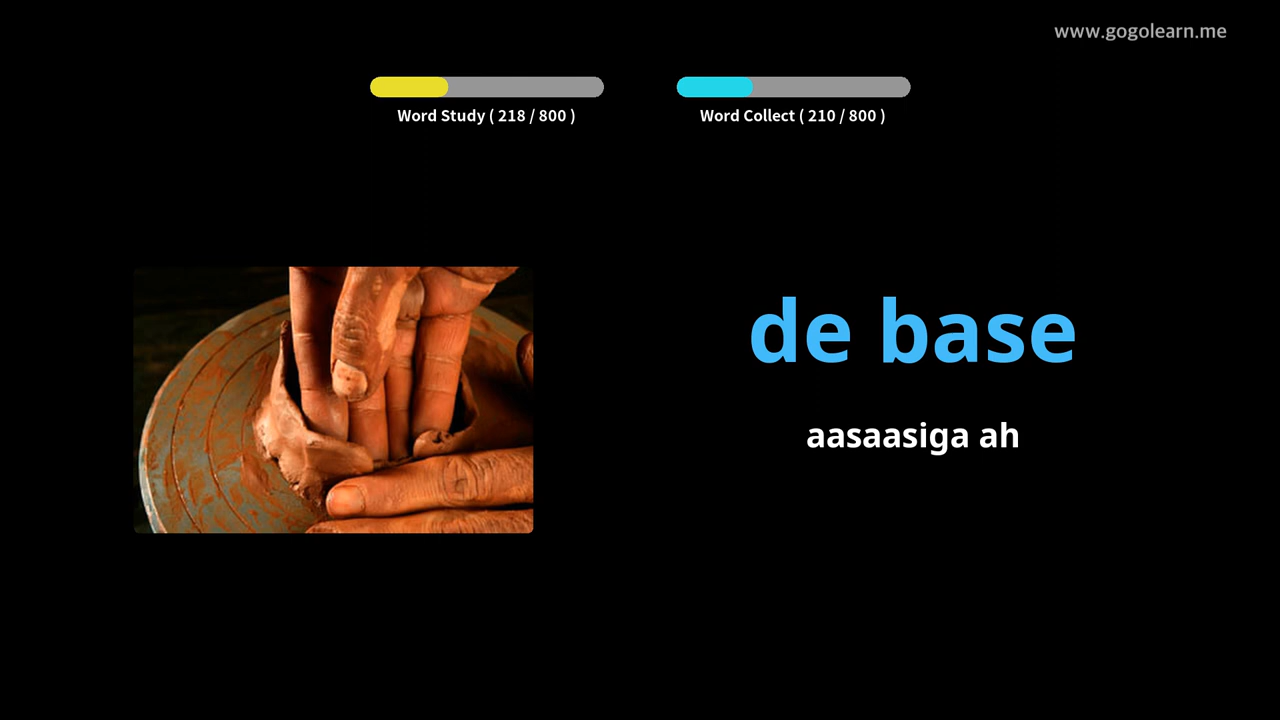 www.gogolearn.me
Word Study ( 218 / 800 )
Word Collect ( 210 / 800 )
de base
aasaasiga ah